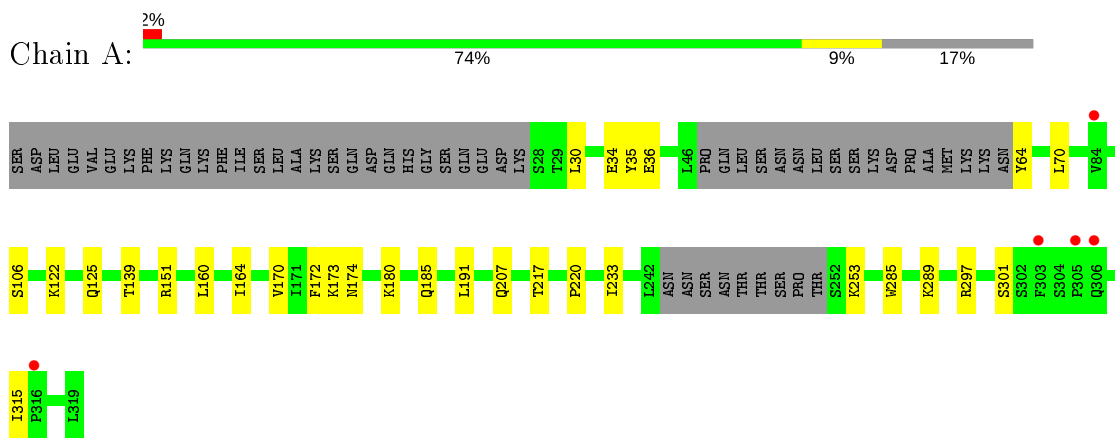 2%
Chain A:
74% 9% 17%
SER ASP LEU GLU VAL GLU LYS PHE LYS GLN LYS PHE ILE SER LEU ALA LYS SER GLN ASP GLN HIS GLY SER GLN GLU ASP LYS S28 T29 L30 E34 Y35 E36 L46 PRO GLN LEU SER ASN ASN LEU SER SER LYS ASP PRO ALA MET LYS LYS ASN Y64 L70 V84
S106 K122 Q125 T139 R151 L160 I164 V170 I171 F172 K173 N174 K180 Q185 L191 Q207 T217 P220 I233 L242 ASN ASN SER ASN THR THR SER PRO THR S252 K253 W285 K289 R297 S301 S302 F303 S304 P305 Q306
I315 P316 L319